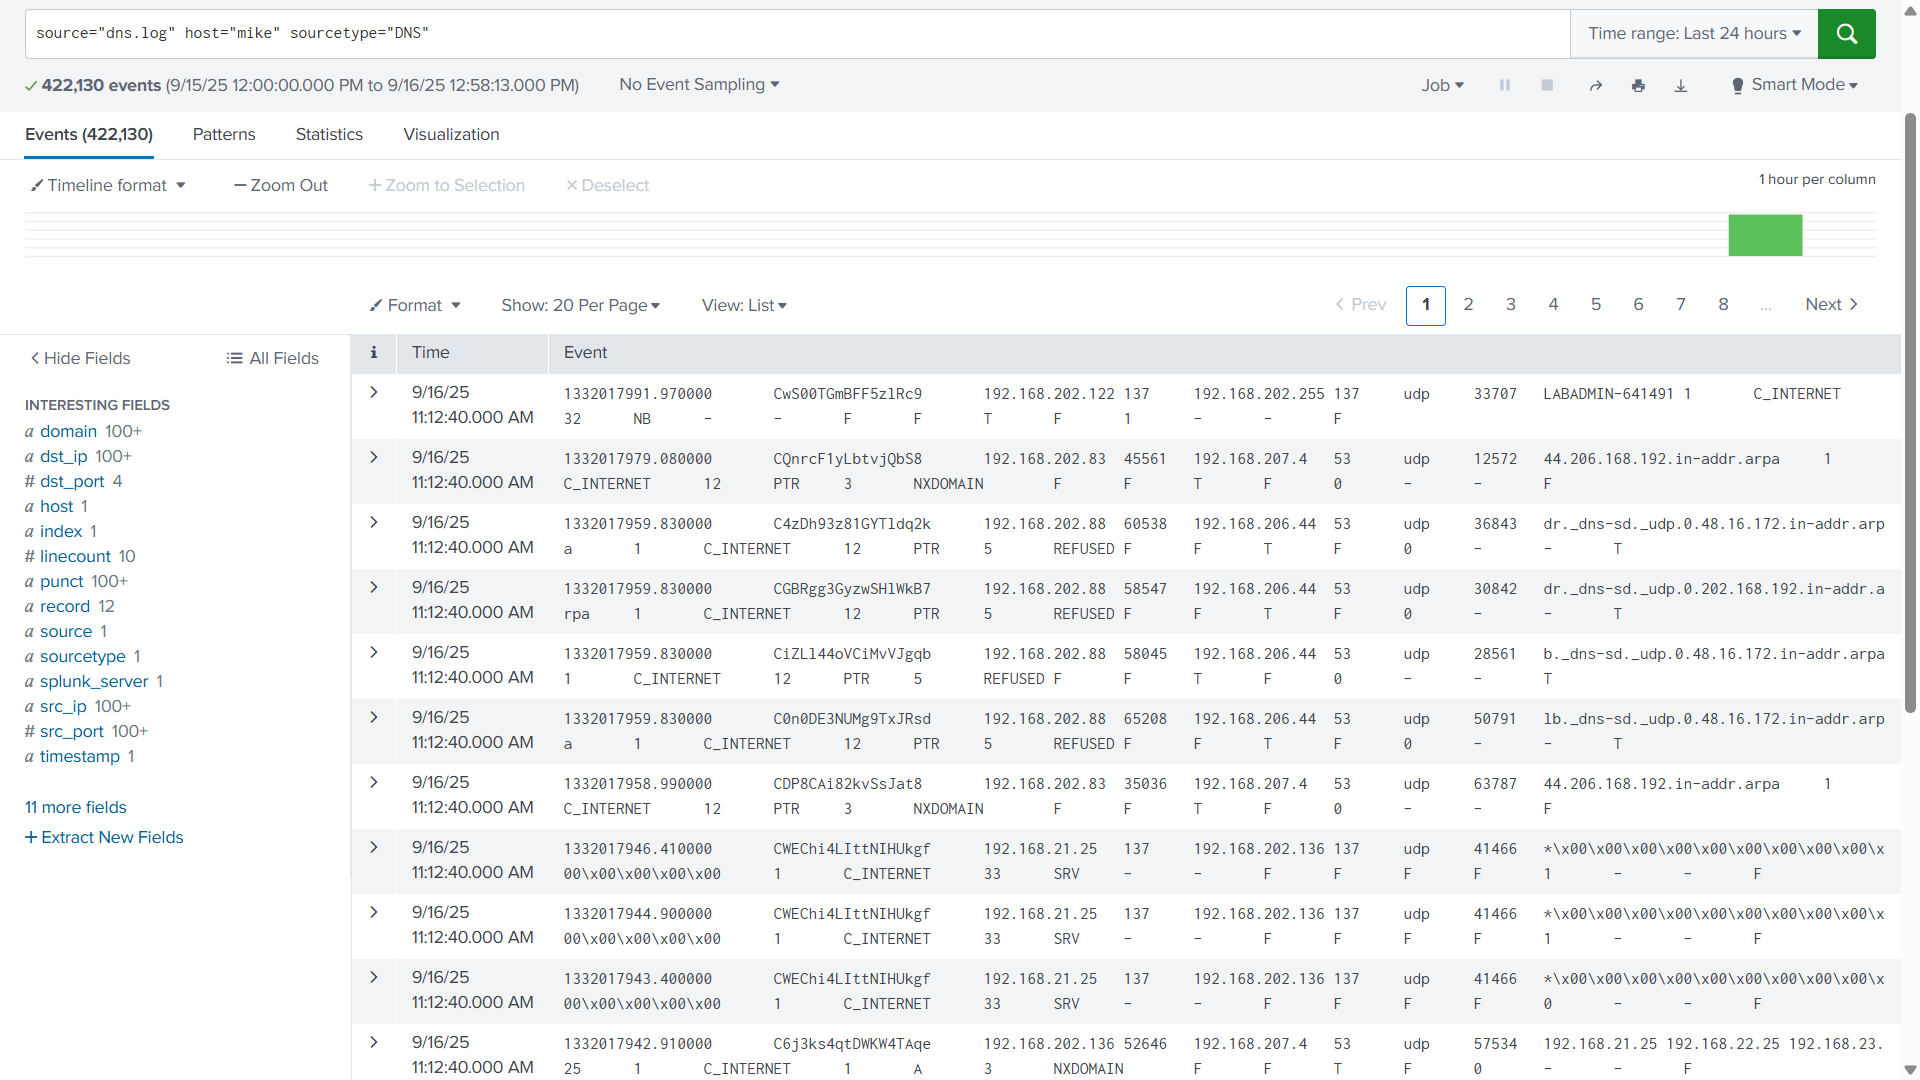 source="dns.log" host="mike" sourcetype="DNS"
Time range: Last 24 hours
422,130 events (9/15/25 12:00:00.000 PM to 9/16/25 12:58:13.000 PM)
No Event Sampling
Job
Smart Mode
Events (422,130)
Patterns
Statistics
Visualization
Timeline format
Zoom Out
+ Zoom to Selection
× Deselect
1 hour per column
Format
Show: 20 Per Page
View: List
< Prev
1
2
3
4
5
6
7
8
...
Next >
< Hide Fields
All Fields
INTERESTING FIELDS
a domain 100+
a dst_ip 100+
# dst_port 4
a host 1
a index 1
# linecount 10
a punct 100+
a record 12
a source 1
a sourcetype 1
a splunk_server 1
a src_ip 100+
# src_port 100+
a timestamp 1
11 more fields
+ Extract New Fields
i Time Event
9/16/25 11:12:40.000 AM
1332017991.970000 CwS00TGmBFF5zlRc9 192.168.202.122 137 192.168.202.255 137 udp 33707 LABADMIN-641491 1 C_INTERNET
32 NB - - F F T F 1 - - F
9/16/25 11:12:40.000 AM
1332017979.080000 CQnrcF1yLbtvjQbS8 192.168.202.83 45561 192.168.207.4 53 udp 12572 44.206.168.192.in-addr.arpa 1
C_INTERNET 12 PTR 3 NXDOMAIN F F T F 0 - - F
9/16/25 11:12:40.000 AM
1332017959.830000 C4zDh93z81GYTldq2k 192.168.202.88 60538 192.168.206.44 53 udp 36843 dr._dns-sd._udp.0.48.16.172.in-addr.arp
a 1 C_INTERNET 12 PTR 5 REFUSED F F T F 0 - - T
9/16/25 11:12:40.000 AM
1332017959.830000 CGBRgg3GyzwSHlWkB7 192.168.202.88 58547 192.168.206.44 53 udp 30842 dr._dns-sd._udp.0.202.168.192.in-addr.a
rpa 1 C_INTERNET 12 PTR 5 REFUSED F F T F 0 - - T
9/16/25 11:12:40.000 AM
1332017959.830000 CiZLl44oVCiMvVJgqb 192.168.202.88 58045 192.168.206.44 53 udp 28561 b._dns-sd._udp.0.48.16.172.in-addr.arpa
1 C_INTERNET 12 PTR 5 REFUSED F F T F 0 - - T
9/16/25 11:12:40.000 AM
1332017959.830000 C0n0DE3NUMg9TxJRsd 192.168.202.88 65208 192.168.206.44 53 udp 50791 lb._dns-sd._udp.0.48.16.172.in-addr.arp
a 1 C_INTERNET 12 PTR 5 REFUSED F F T F 0 - - T
9/16/25 11:12:40.000 AM
1332017958.990000 CDP8CAi82kvSsJat8 192.168.202.83 35036 192.168.207.4 53 udp 63787 44.206.168.192.in-addr.arpa 1
C_INTERNET 12 PTR 3 NXDOMAIN F F T F 0 - - F
9/16/25 11:12:40.000 AM
1332017946.410000 CWEChi4LIttNIHUkgf 192.168.21.25 137 192.168.202.136 137 udp 41466 *\x00\x00\x00\x00\x00\x00\x00\x00\x00\x
00\x00\x00\x00\x00 1 C_INTERNET 33 SRV - - F F F F 1 - - F
9/16/25 11:12:40.000 AM
1332017944.900000 CWEChi4LIttNIHUkgf 192.168.21.25 137 192.168.202.136 137 udp 41466 *\x00\x00\x00\x00\x00\x00\x00\x00\x00\x
00\x00\x00\x00\x00 1 C_INTERNET 33 SRV - - F F F F 1 - - F
9/16/25 11:12:40.000 AM
1332017943.400000 CWEChi4LIttNIHUkgf 192.168.21.25 137 192.168.202.136 137 udp 41466 *\x00\x00\x00\x00\x00\x00\x00\x00\x00\x
00\x00\x00\x00\x00 1 C_INTERNET 33 SRV - - F F F F 0 - - F
9/16/25 11:12:40.000 AM
1332017942.910000 C6j3ks4qtDWKW4TAqe 192.168.202.136 52646 192.168.207.4 53 udp 57534 192.168.21.25 192.168.22.25 192.168.23.
25 1 C_INTERNET 1 A 3 NXDOMAIN F F T F 0 - - F